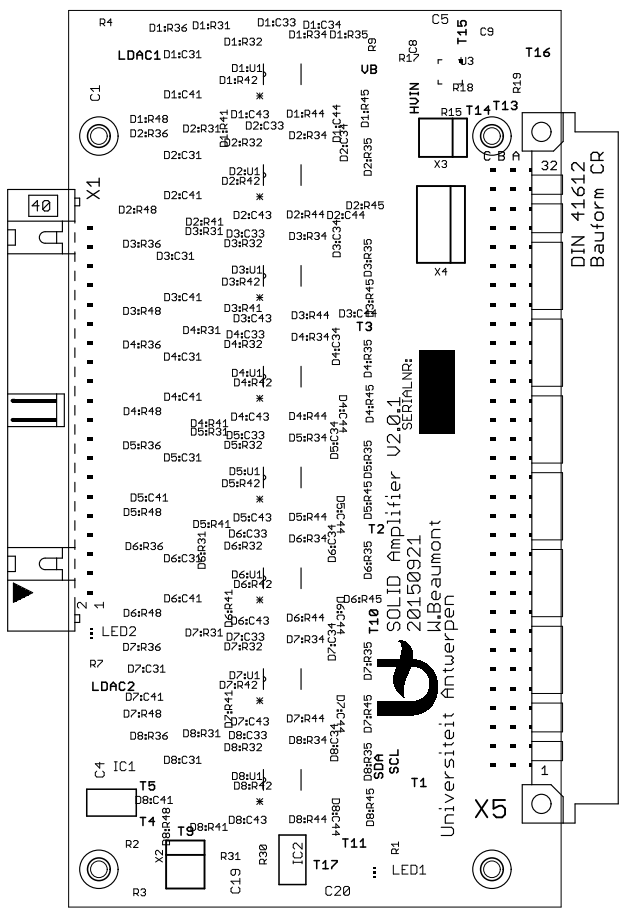 R4
D1:R36
D1:R31
D1:C33
D1:C34
D1:R34
D1:R35
D1:R32
R9
C5
T15
C9
C8
R17
T16
LDAC1
D1:C31
D1:U1
D1:R42
VB
U3
R18
R19
HVIN
C1
D1:C41
D1:R45
R15
T14
T13
D1:R48
D1:R41
D1:C43
D1:R44
D1:C44
D2:R36
D2:R31
D2:C33
D2:R34
D2:C34
D2:R32
D2:R35
D2:C31
X3
C B A
32
DIN 41612
Bauform CR
X1
40
D2:U1
D2:R42
D2:C41
D2:R48
D2:R41
D2:C43
D2:R44
D2:C44
D2:R45
D3:R31
D3:C33
D3:R34
D3:C34
D3:R36
D3:R32
D3:R35
D3:C31
X4
D3:U1
D3:R42
D3:C41
D3:R45
D3:R48
D3:R41
D3:C43
D3:R44
D3:C44
T3
D4:R31
D4:C33
D4:R34
D4:C34
D4:R36
D4:R32
D4:R35
D4:C31
D4:U1
D4:R42
D4:C41
D4:R45
SERIALNR:
D4:R48
D4:R41
D4:C43
D4:R44
D4:C44
D5:R31
D5:C33
D5:R34
D5:C34
D5:R36
D5:R32
D5:R35
D5:C31
D5:U1
D5:R42
D5:C41
D5:R45
D5:R48
D5:R41
D5:C43
D5:R44
D5:C44
T2
D6:R31
D6:C33
D6:R34
D6:C34
D6:R36
D6:R32
D6:R35
D6:C31
D6:U1
D6:R42
D6:C41
D6:R45
D6:R48
D6:R41
D6:C43
D6:R44
D6:C44
T10
SOLID Amplifier V2.0.1
20150921
W.Beaumont
Universiteit Antwerpen
2
1
LED2
D7:R31
D7:C33
D7:R34
D7:C34
D7:R36
D7:R32
D7:R35
R7
D7:C31
D7:U1
D7:R42
LDAC2
D7:C41
D7:R45
D7:R48
D7:R41
D7:C43
D7:R44
D7:C44
D8:R36
D8:R31
D8:C33
D8:R34
D8:C34
D8:R32
D8:R35
SDA
SCL
C4
IC1
D8:C31
D8:U1
D8:R42
1
T1
T5
D8:C41
D8:R45
X5
T4
D8:R48
T9
D8:R41
D8:C43
D8:R44
D8:C44
R2
X2
R31
R30
IC2
T11
T17
R1
LED1
R3
C19
C20